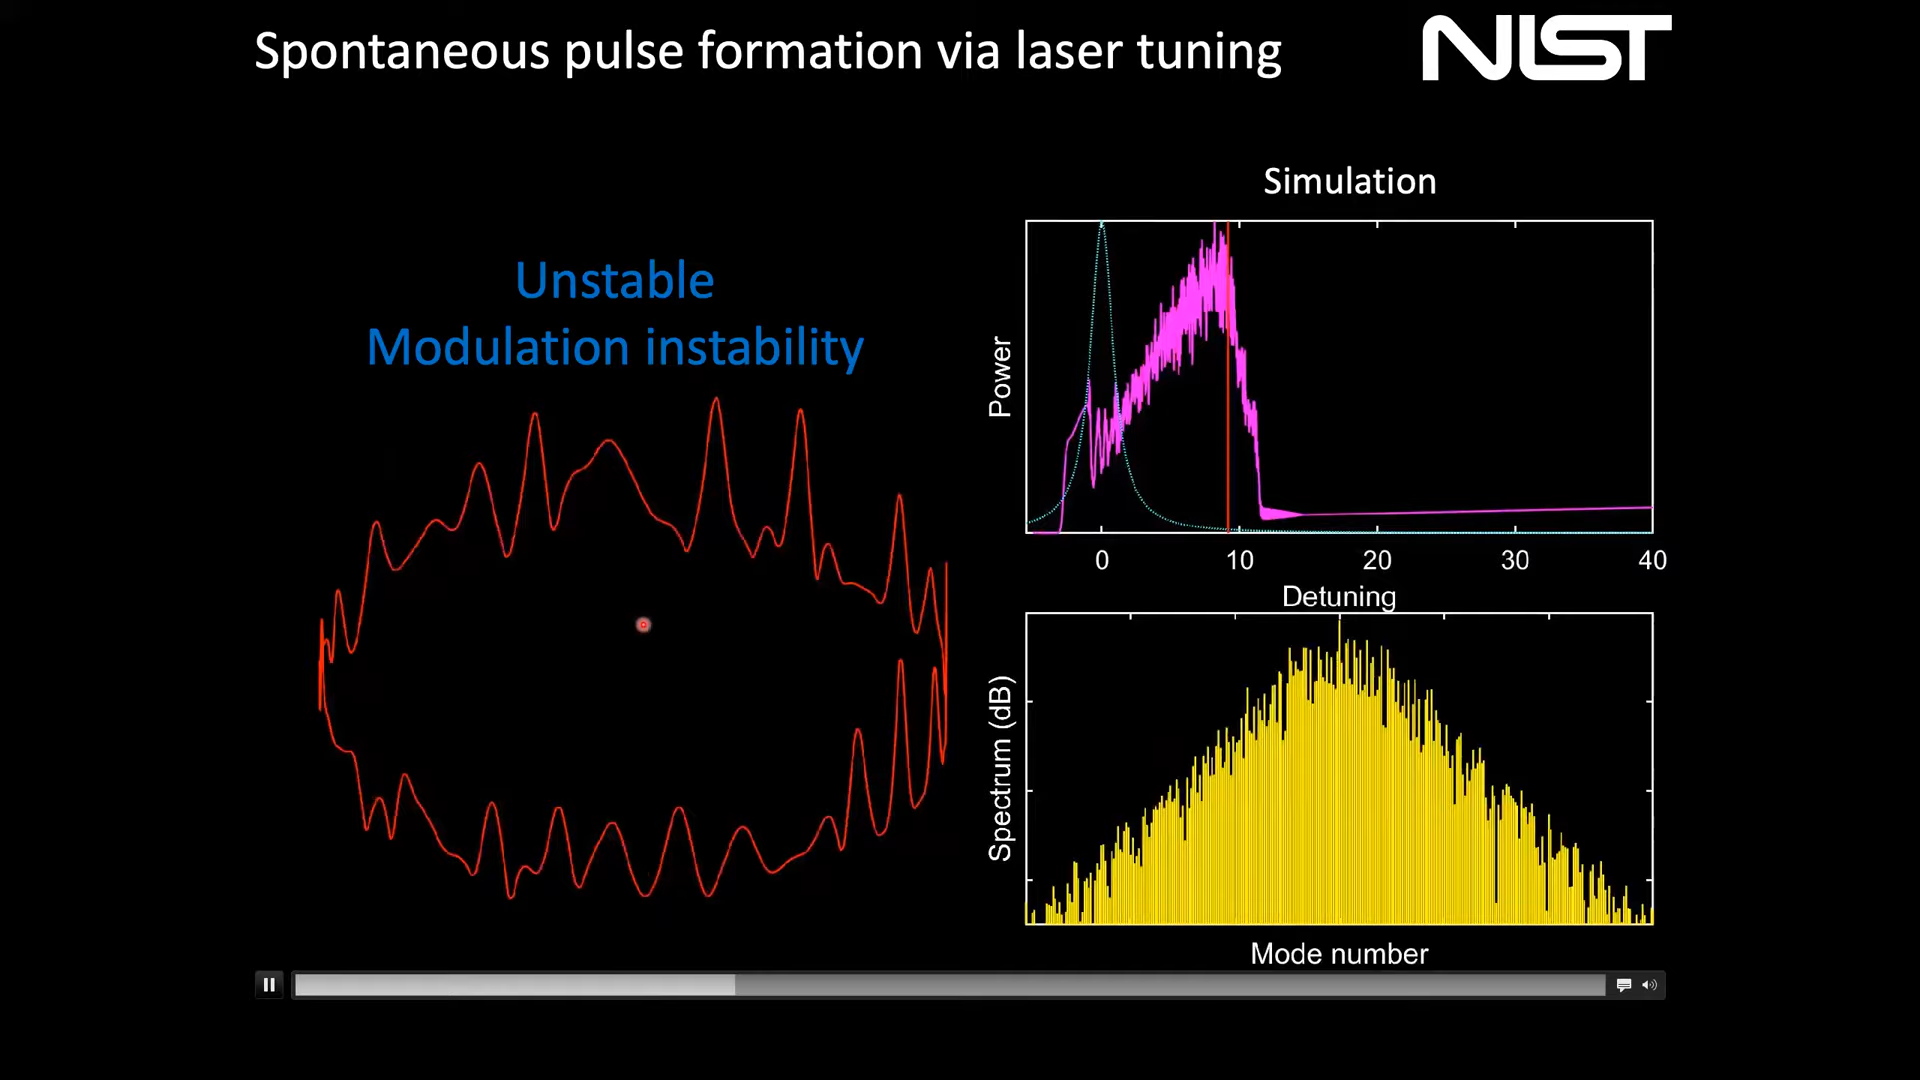 Spontaneous pulse formation via laser tuning
NIST
Simulation
Unstable
Modulation instability
Power
0 10 20 30 40
Detuning
Spectrum (dB)
Mode number